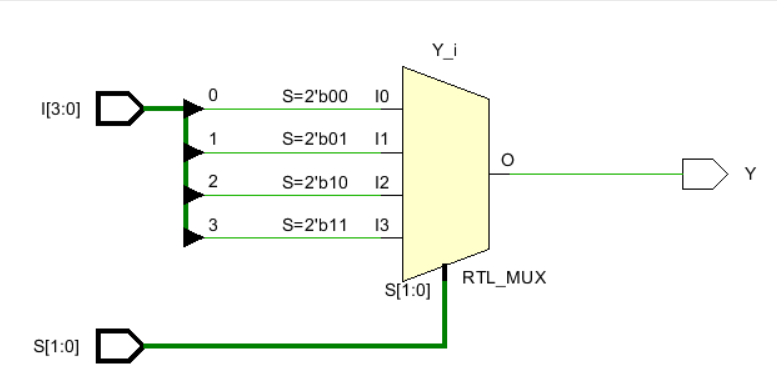 Y_i
I[3:0]
0 S=2'b00 I0
1 S=2'b01 I1
2 S=2'b10 I2
3 S=2'b11 I3
O
Y
S[1:0]
RTL_MUX
S[1:0]